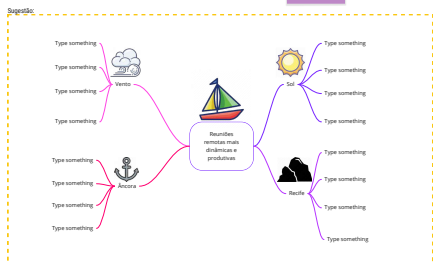 Sugestão:
Type something
Type something
Type something
Type something
Vento
Type something
Type something
Type something
Type something
Âncora
Reuniões
remotas mais
dinâmicas e
produtivas
Type something
Type something
Type something
Type something
Sol
Type something
Type something
Type something
Type something
Recife